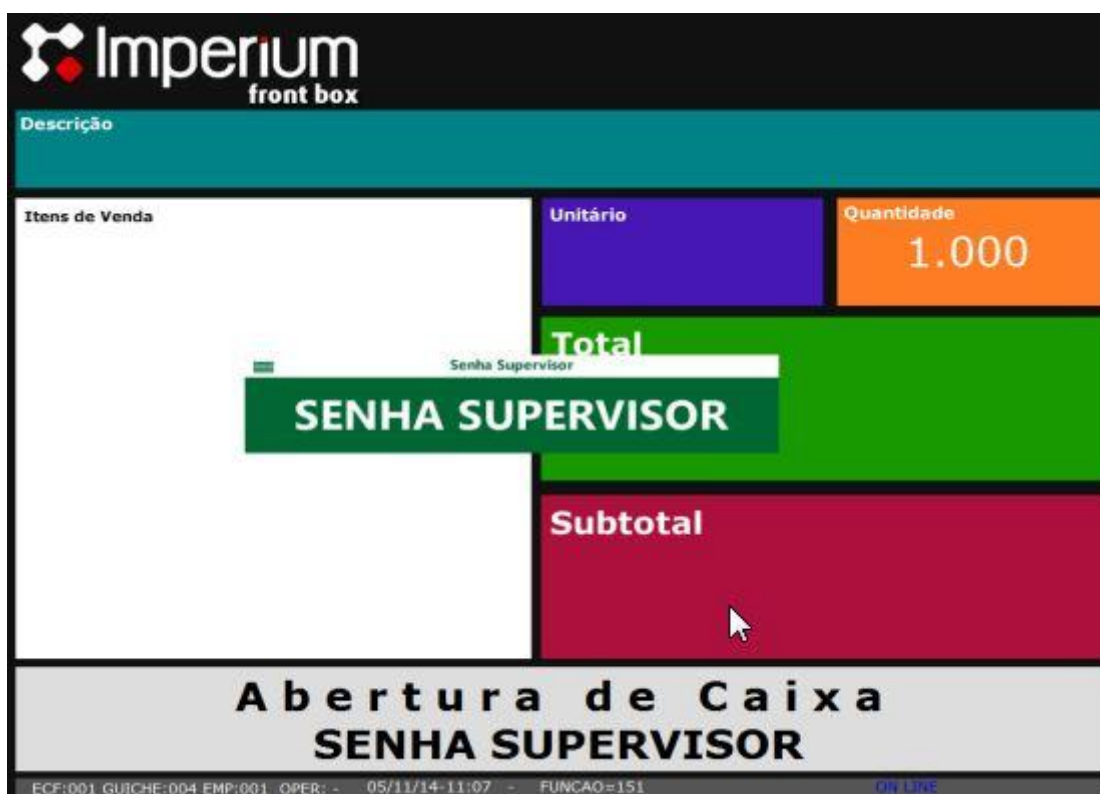 Imperium
front box
Descrição
Itens de Venda
Unitário
Quantidade
1.000
Total
Senha Supervisor
SENHA SUPERVISOR
Subtotal
Abertura de Caixa
SENHA SUPERVISOR
ECF:001 GUICHE:004 EMP:001 OPER: - 05/11/14-11:07 - FUNCAO=151 ON LINE